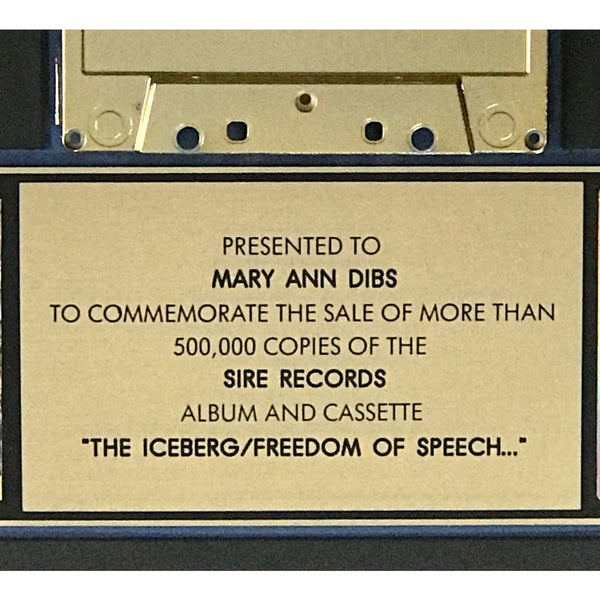 PRESENTED TO
MARY ANN DIBS
TO COMMEMORATE THE SALE OF MORE THAN
500,000 COPIES OF THE
SIRE RECORDS
ALBUM AND CASSETTE
"THE ICEBERG/FREEDOM OF SPEECH..."